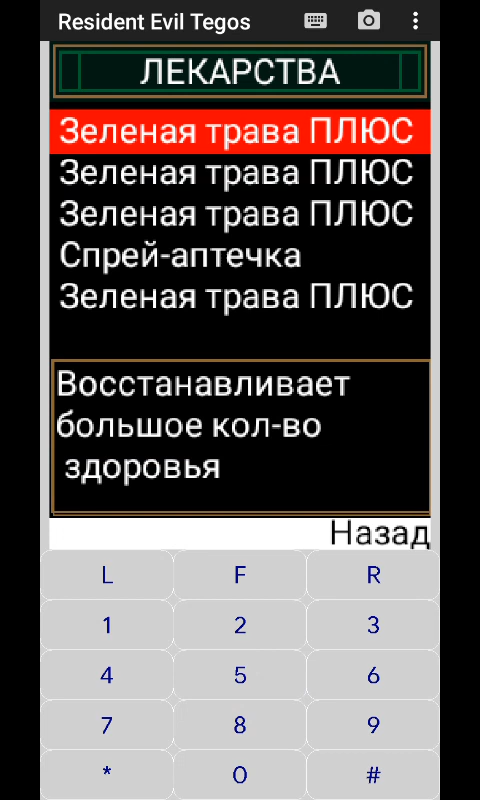 Resident Evil Tegos
ЛЕКАРСТВА
Зеленая трава ПЛЮС
Зеленая трава ПЛЮС
Зеленая трава ПЛЮС
Спрей-аптечка
Зеленая трава ПЛЮС
Восстанавливает
большое кол-во
здоровья
Назад
L F R
1 2 3
4 5 6
7 8 9
* 0 #